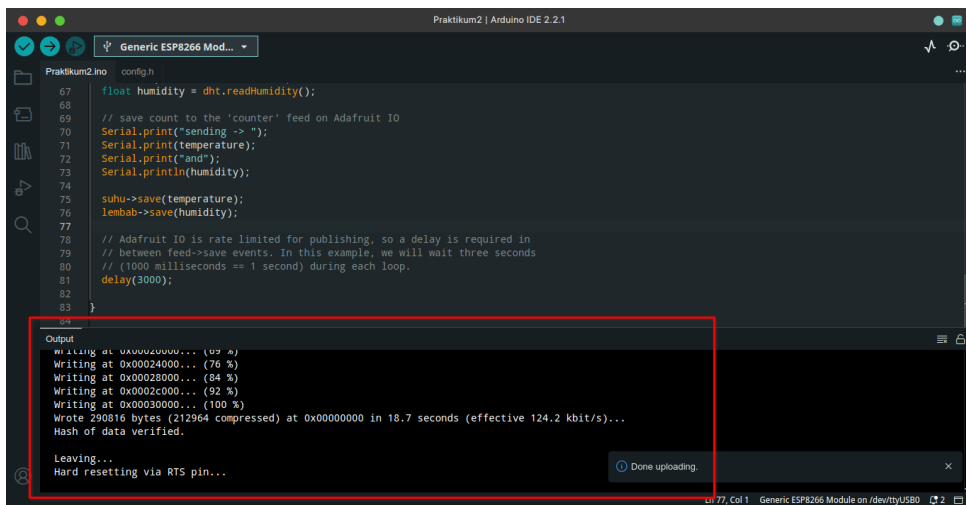 Praktikum2 | Arduino IDE 2.2.1
Generic ESP8266 Mod...
Praktikum2.ino config.h
67 float humidity = dht.readHumidity();
68
69 // save count to the 'counter' feed on Adafruit IO
70 Serial.print("sending -> ");
71 Serial.print(temperature);
72 Serial.print("and");
73 Serial.println(humidity);
74
75 suhu->save(temperature);
76 lembab->save(humidity);
77
78 // Adafruit IO is rate limited for publishing, so a delay is required in
79 // between feed->save events. In this example, we will wait three seconds
80 // (1000 milliseconds == 1 second) during each loop.
81 delay(3000);
82
83 }
84
Output
Writing at 0x00020000... (69 %)
Writing at 0x00024000... (76 %)
Writing at 0x00028000... (84 %)
Writing at 0x0002c000... (92 %)
Writing at 0x00030000... (100 %)
Wrote 290816 bytes (212964 compressed) at 0x00000000 in 18.7 seconds (effective 124.2 kbit/s)...
Hash of data verified.
Leaving...
Hard resetting via RTS pin...
Done uploading.
Ln 77, Col 1 Generic ESP8266 Module on /dev/ttyUSB0 2